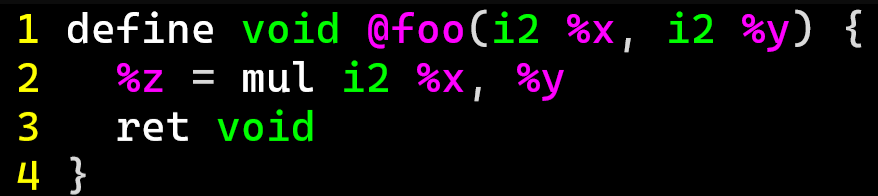 1 define void @foo(i2 %x, i2 %y) {
2   %z = mul i2 %x, %y
3   ret void
4 }